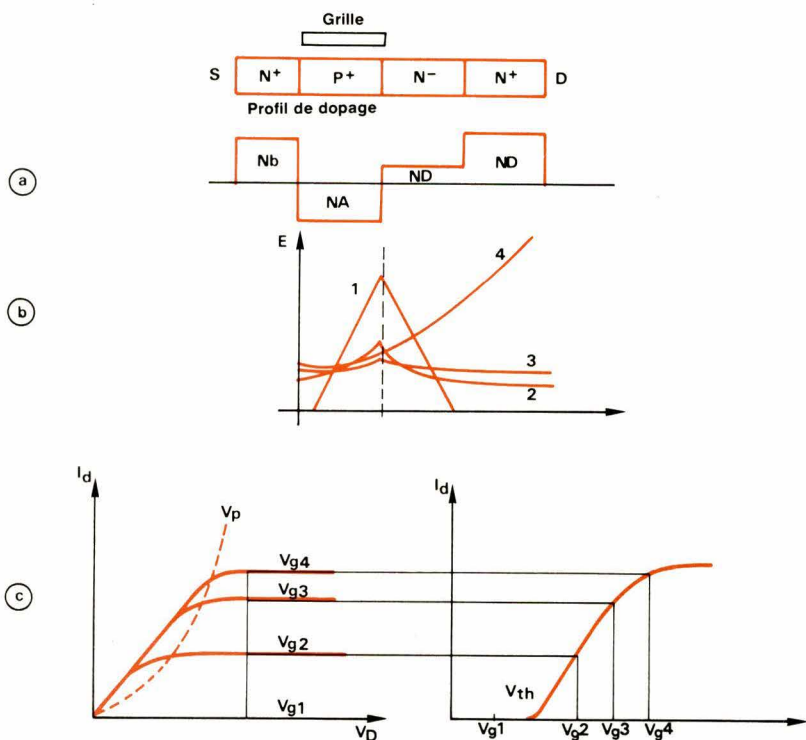 Grille
S N+ P+ N− N+ D
Profil de dopage
a
Nb
NA
ND
ND
E
b
1
4
3
2
c
Id
Vp
Vg4
Vg3
Vg2
Vg1
VD
Id
Vth
Vg1
Vg2
Vg3
Vg4